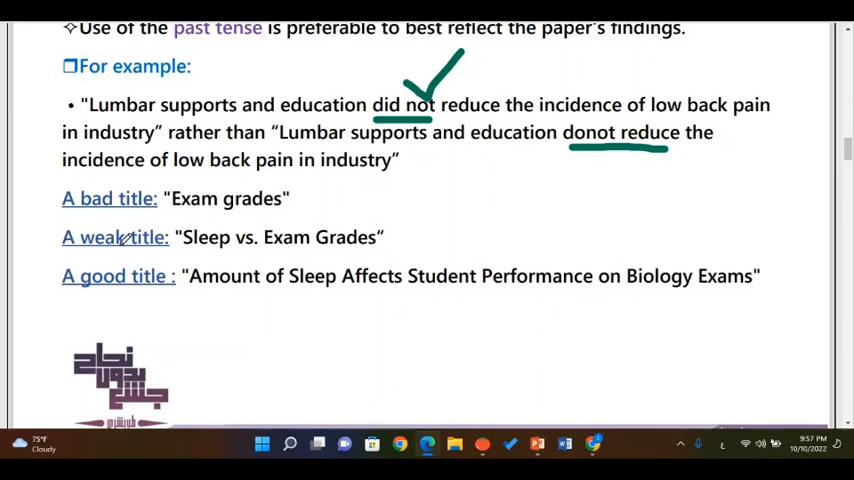 ✧Use of the past tense is preferable to best reflect the paper's findings.
❒For example:
• "Lumbar supports and education did not reduce the incidence of low back pain
in industry” rather than “Lumbar supports and education donot reduce the
incidence of low back pain in industry”
A bad title: "Exam grades"
A weak title: "Sleep vs. Exam Grades“
A good title : "Amount of Sleep Affects Student Performance on Biology Exams"
نجاح
بدون
جشع
75°F
Cloudy
ع
9:57 PM
10/10/2022